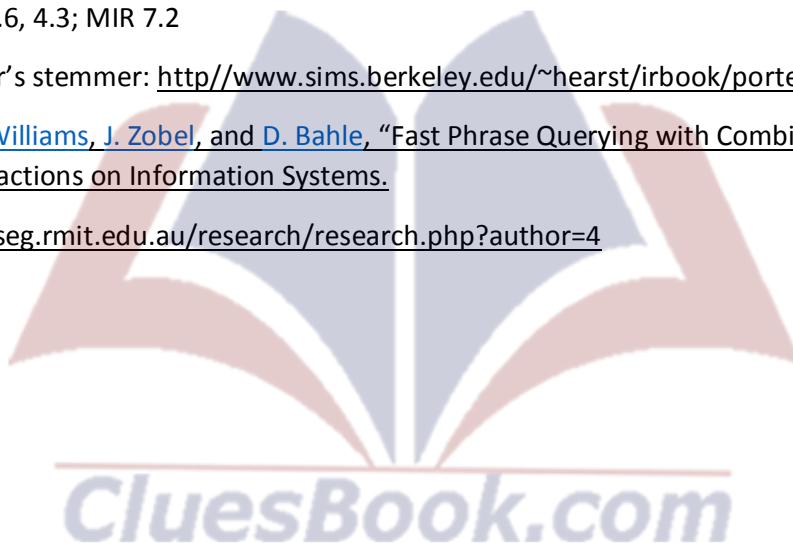 .6, 4.3; MIR 7.2
r’s stemmer: http//www.sims.berkeley.edu/~hearst/irbook/porte
Williams, J. Zobel, and D. Bahle, “Fast Phrase Querying with Combi
actions on Information Systems.
seg.rmit.edu.au/research/research.php?author=4
CluesBook.com